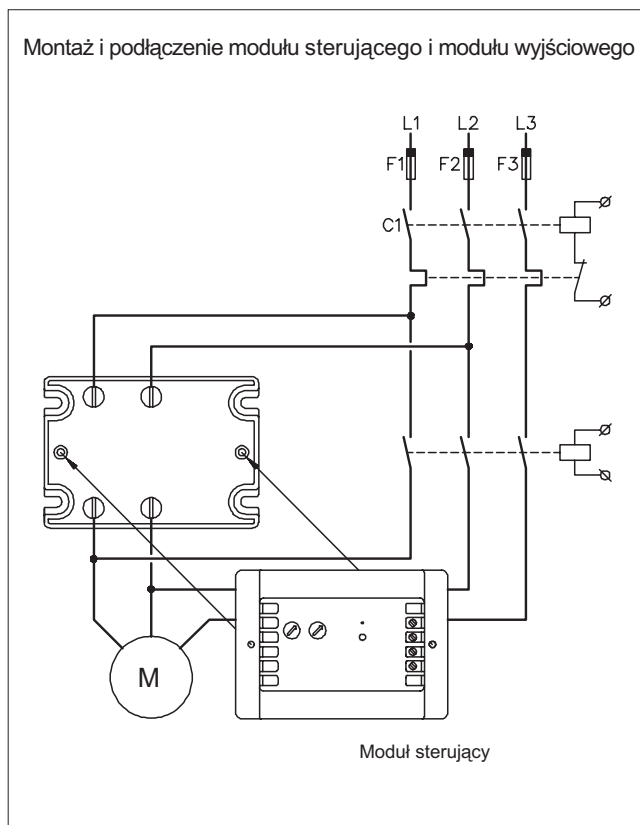 Montaż i podłączenie modułu sterującego i modułu wyjściowego
L1 L2 L3
F1 F2 F3
C1
M
Moduł sterujący